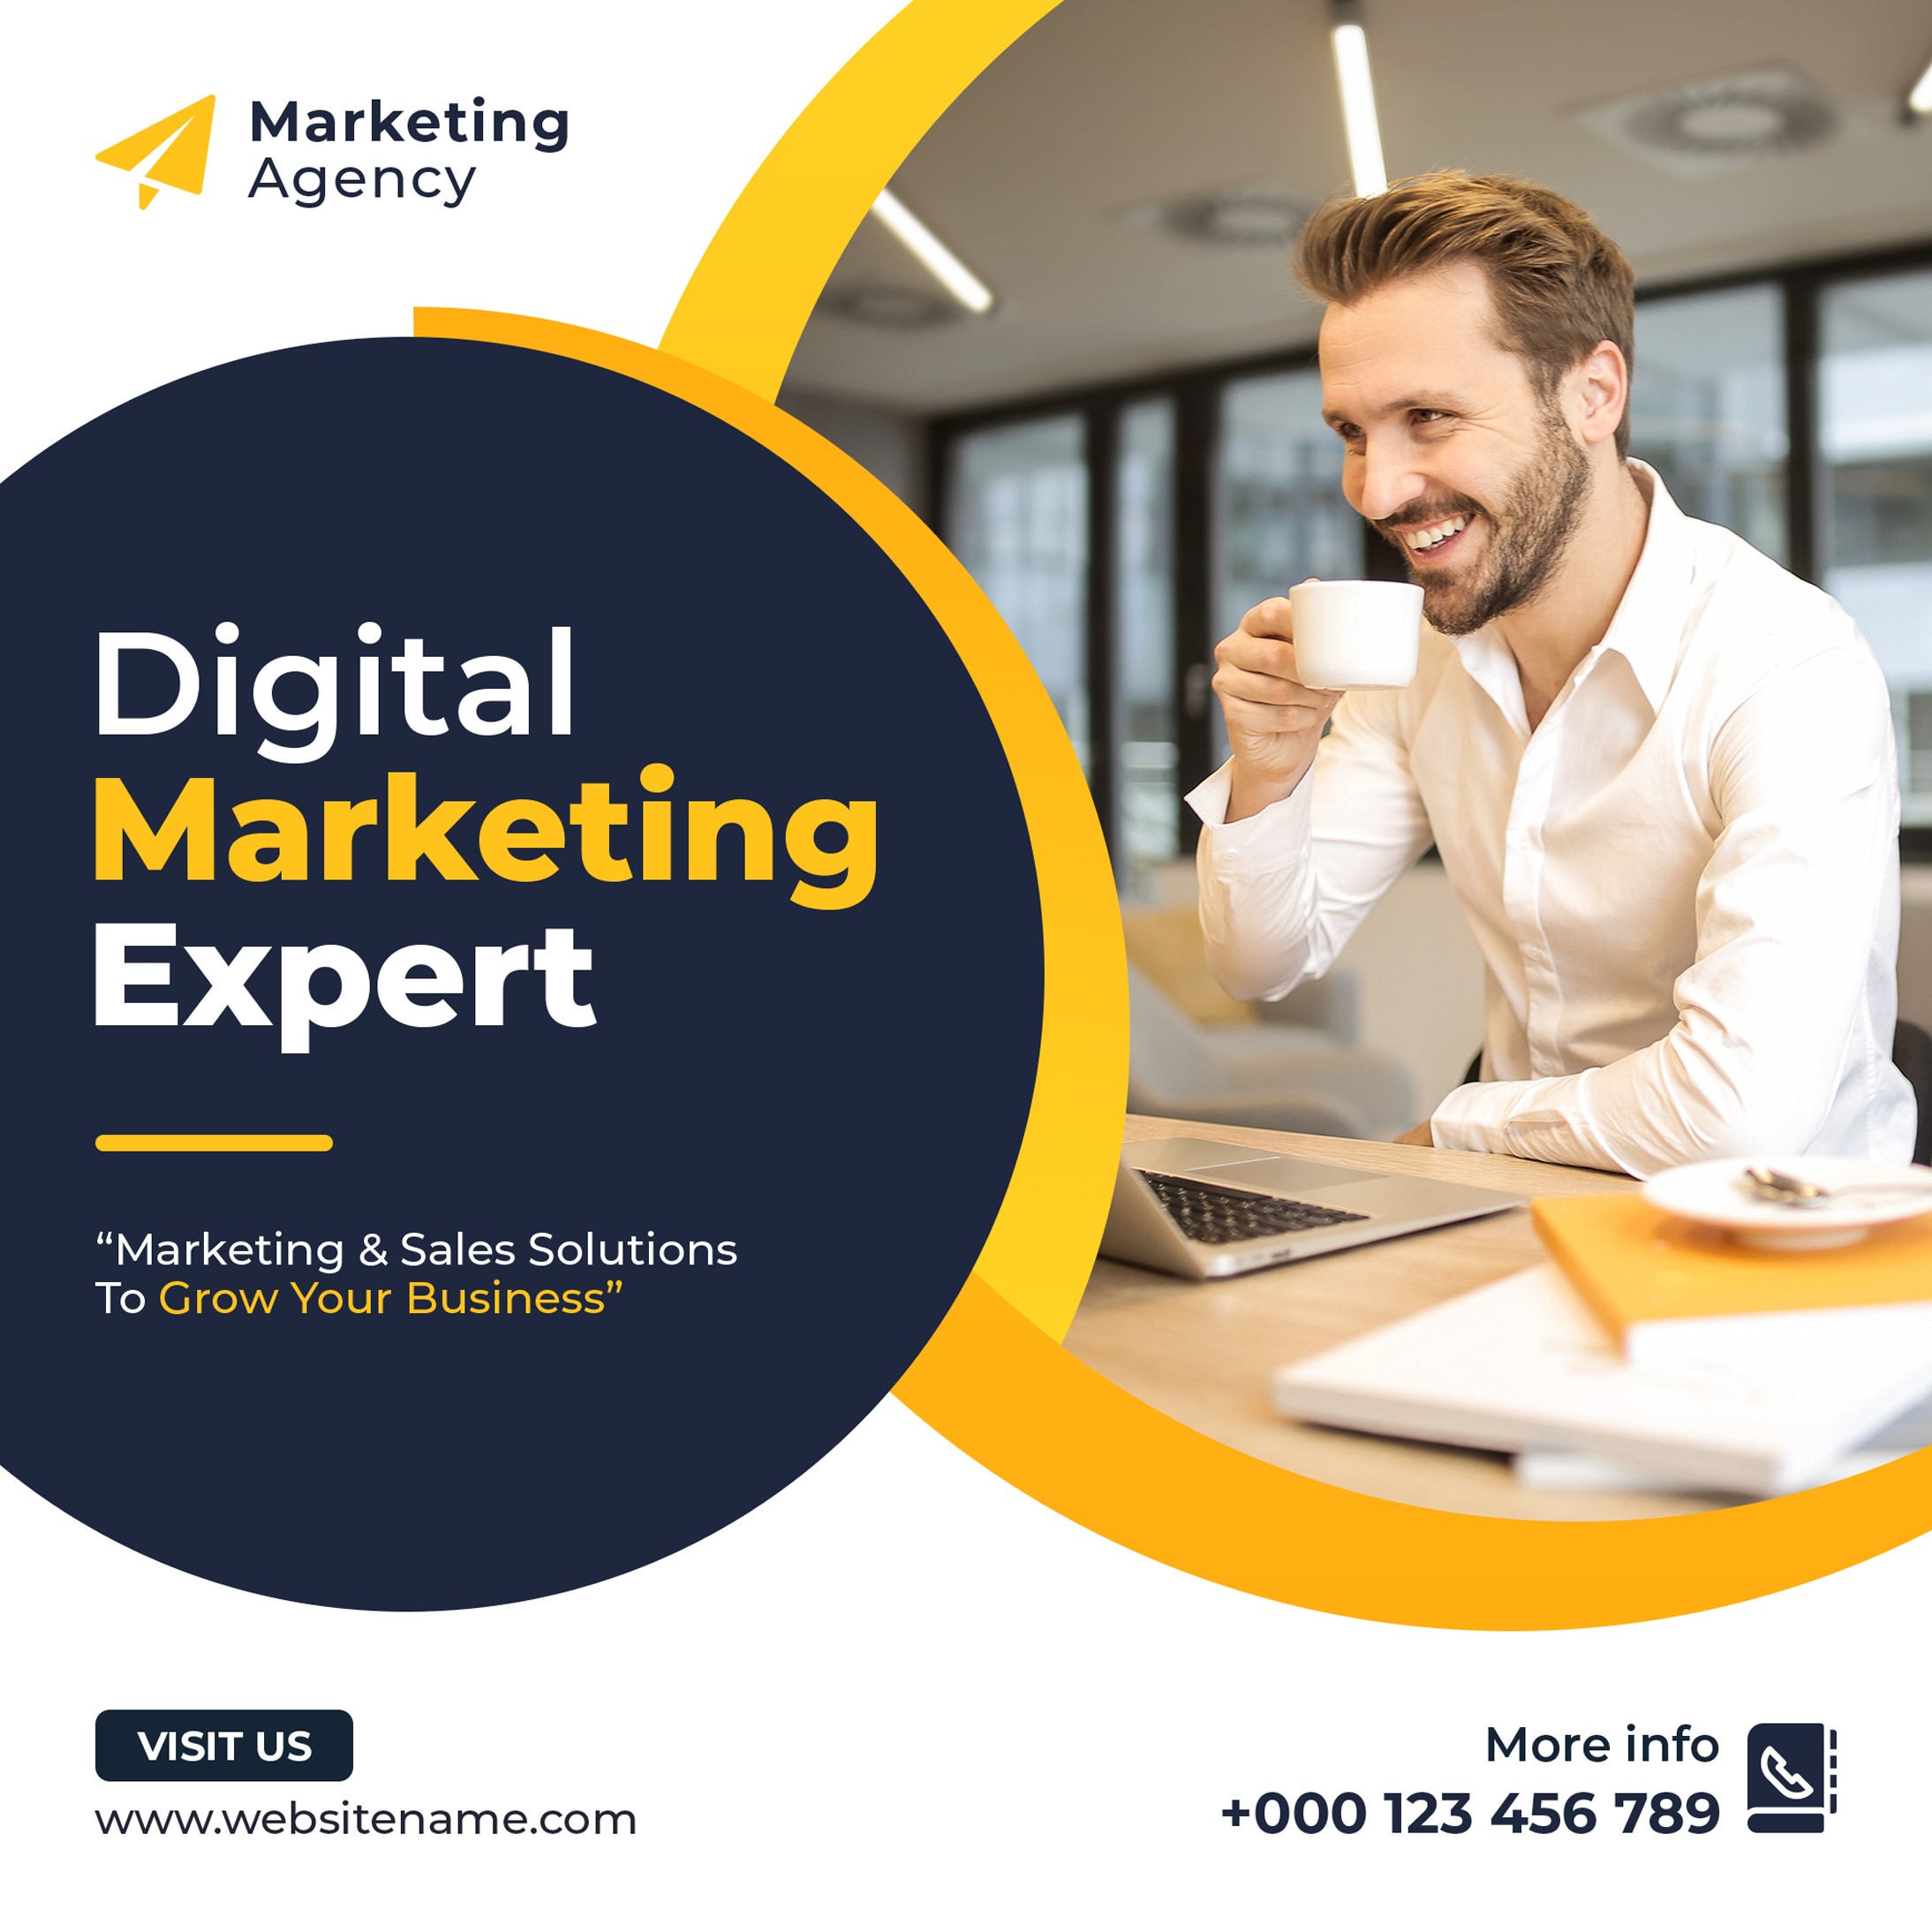 Marketing
Agency
Digital
Marketing
Expert
“Marketing & Sales Solutions
To Grow Your Business”
VISIT US
www.websitename.com
More info
+000 123 456 789